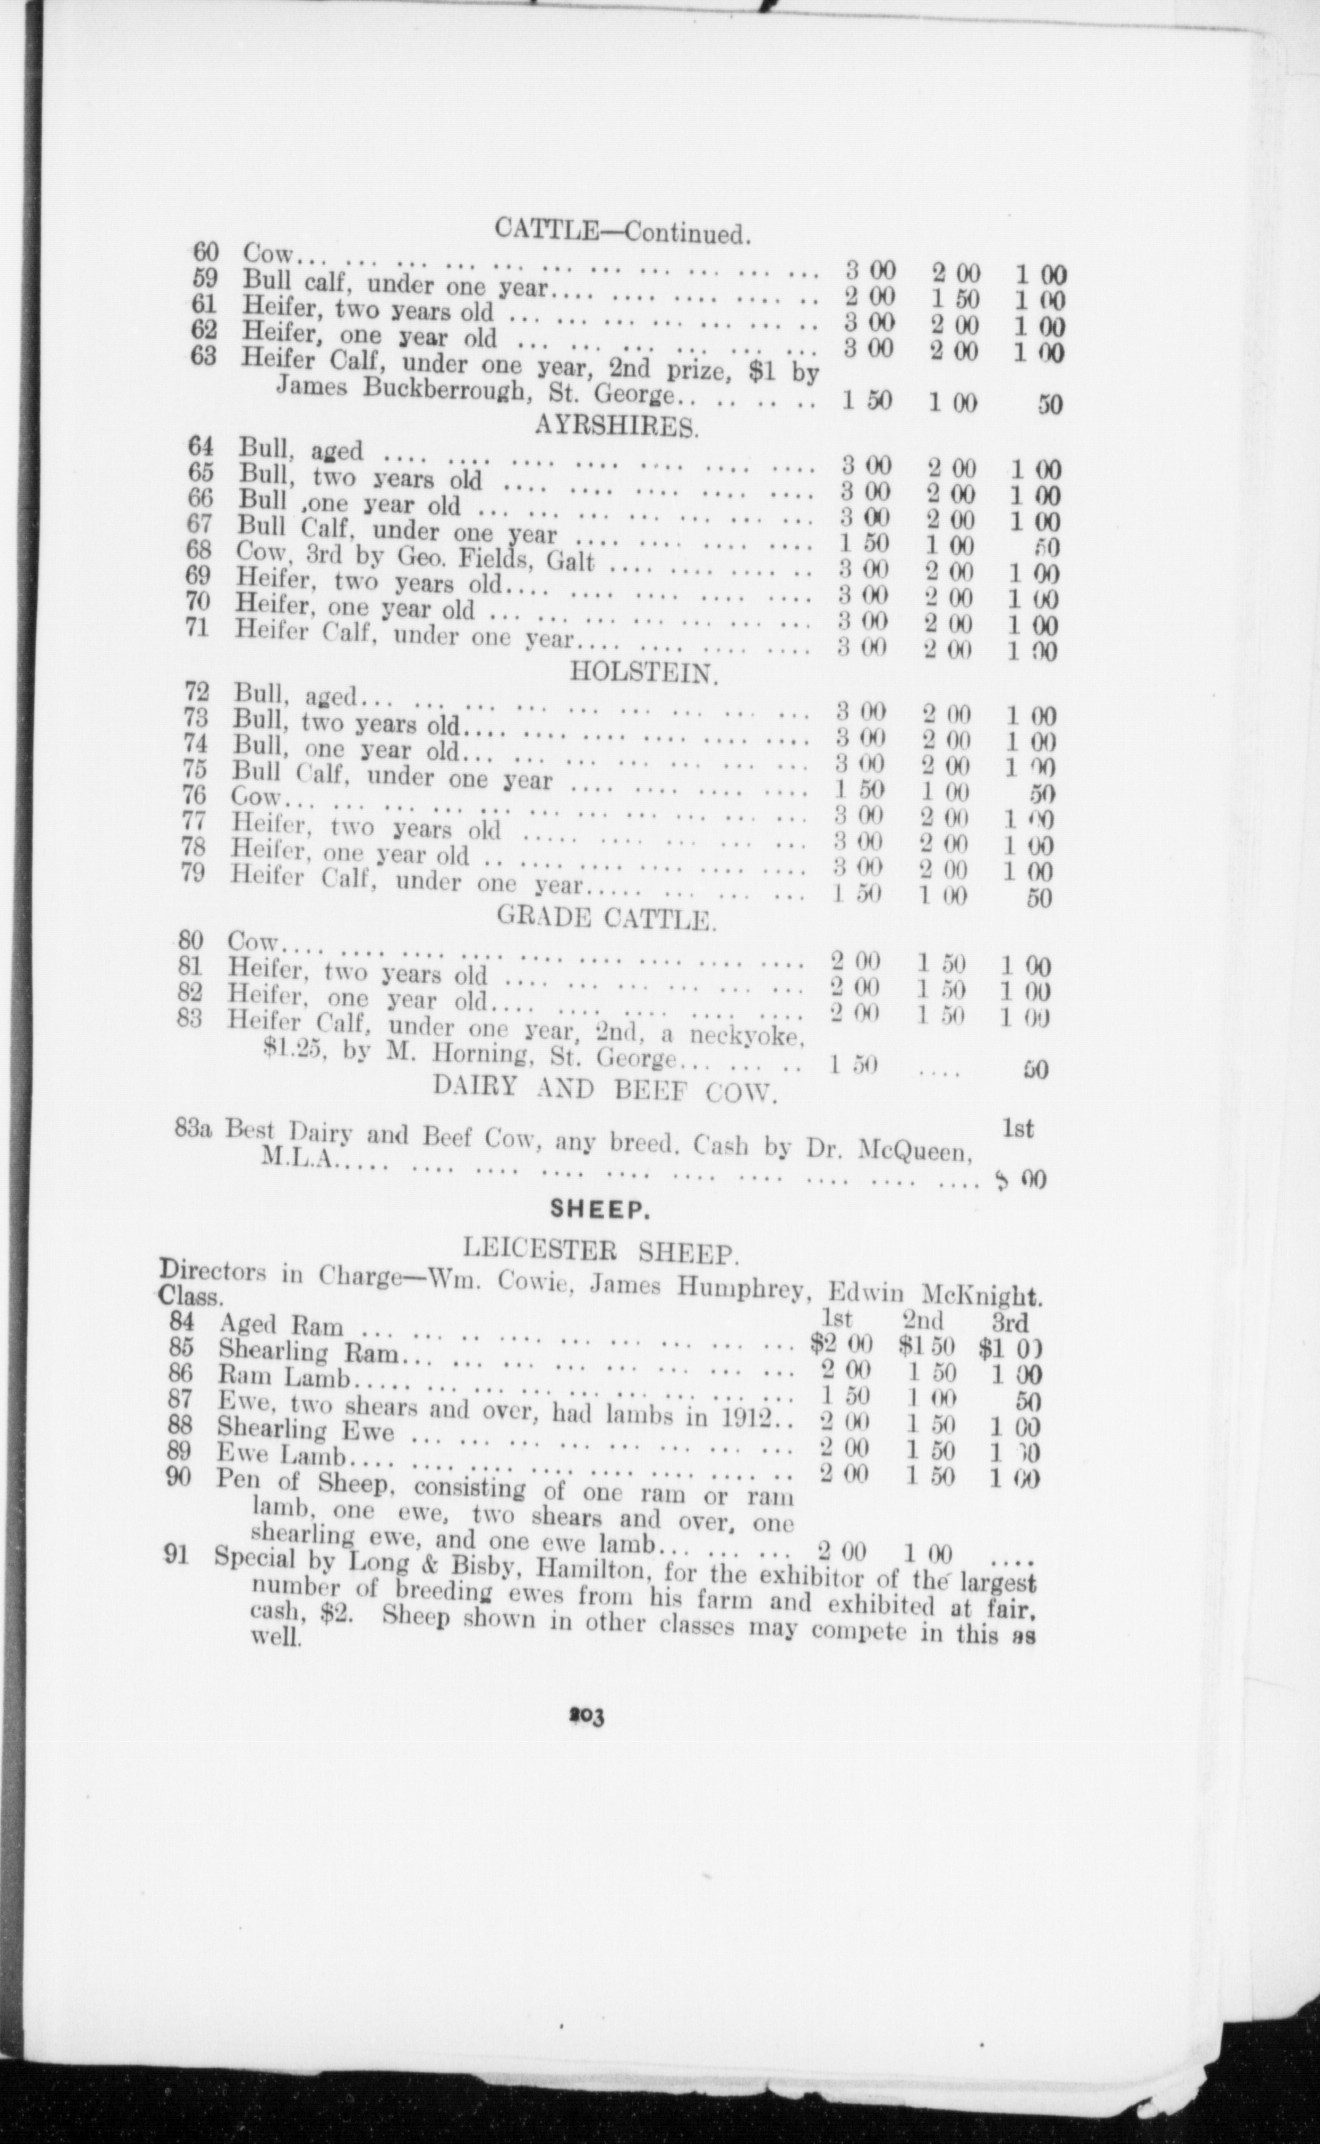 CATTLE—Continued.
60 Cow... ... ... ... ... ... ... ... ... ... ... 3 00 2 00 1 00
59 Bull calf, under one year.... .... .... .... .... .. 2 00 1 50 1 00
61 Heifer, two years old ... ... ... ... ... ... .. 3 00 2 00 1 00
62 Heifer, one year old ... ... ... ... ... ... ... 3 00 2 00 1 00
63 Heifer Calf, under one year, 2nd prize, $1 by
James Buckberrough, St. George.. .. .. .. .. 1 50 1 00 50
AYRSHIRES.
64 Bull, aged .... .... .... .... .... .... .... 3 00 2 00 1 00
65 Bull, two years old .... .... .... .... .... 3 00 2 00 1 00
66 Bull ,one year old ... ... ... ... ... ... ... 3 00 2 00 1 00
67 Bull Calf, under one year .... .... .... .... .... 1 50 1 00 50
68 Cow, 3rd by Geo. Fields, Galt .... .... .... .. 3 00 2 00 1 00
69 Heifer, two years old.... .... .... .... .... .... 3 00 2 00 1 00
70 Heifer, one year old ... ... ... ... ... ... ... 3 00 2 00 1 00
71 Heifer Calf, under one year.... .... .... .... .... 3 00 2 00 1 00
HOLSTEIN.
72 Bull, aged... ... ... ... ... ... ... ... ... ... 3 00 2 00 1 00
73 Bull, two years old.... .... .... .... .... .... .... 3 00 2 00 1 00
74 Bull, one year old... ... ... ... ... ... ... ... 3 00 2 00 1 00
75 Bull Calf, under one year .... .... .... .... .... 1 50 1 00 50
76 Cow... ... ... ... ... ... ... ... ... ... ... 3 00 2 00 1 00
77 Heifer, two years old ..... ... ... ... ... ... 3 00 2 00 1 00
78 Heifer, one year old .. .... .... .... .... .... .... 3 00 2 00 1 00
79 Heifer Calf, under one year..... ... ... ... ... 1 50 1 00 50
GRADE CATTLE.
80 Cow.... .... .... .... .... .... .... .... .... 2 00 1 50 1 00
81 Heifer, two years old .... ... ... ... ... ... 2 00 1 50 1 00
82 Heifer, one year old.... .... .... .... .... .... 2 00 1 50 1 00
83 Heifer Calf, under one year, 2nd, a neckyoke,
$1.25, by M. Horning, St. George... ... .. .. 1 50 .... 50
DAIRY AND BEEF COW.
1st
83a Best Dairy and Beef Cow, any breed. Cash by Dr. McQueen,
M.L.A..... .... .... .... .... .... .... .... .... .... 00
SHEEP.
LEICESTER SHEEP.
Directors in Charge—Wm. Cowie, James Humphrey, Edwin McKnight.
Class. 1st 2nd 3rd
84 Aged Ram ... ... .. .... ... ... ... ... ... $2 00 $1 50 $1 00
85 Shearling Ram... ... ... ... ... ... ... ... 2 00 1 50 1 00
86 Ram Lamb..... ... ... ... ... ... ... ... ... 1 50 1 00 50
87 Ewe, two shears and over, had lambs in 1912.. 2 00 1 50 1 00
88 Shearling Ewe ... ... ... ... ... ... ... ... 2 00 1 50 1 00
89 Ewe Lamb.... .... .... .... .... .... .... .. 2 00 1 50 1 00
90 Pen of Sheep, consisting of one ram or ram
lamb, one ewe, two shears and over, one
shearling ewe, and one ewe lamb... ... ... 2 00 1 00 ....
91 Special by Long & Bisby, Hamilton, for the exhibitor of the largest
number of breeding ewes from his farm and exhibited at fair,
cash, $2. Sheep shown in other classes may compete in this as
well.
203